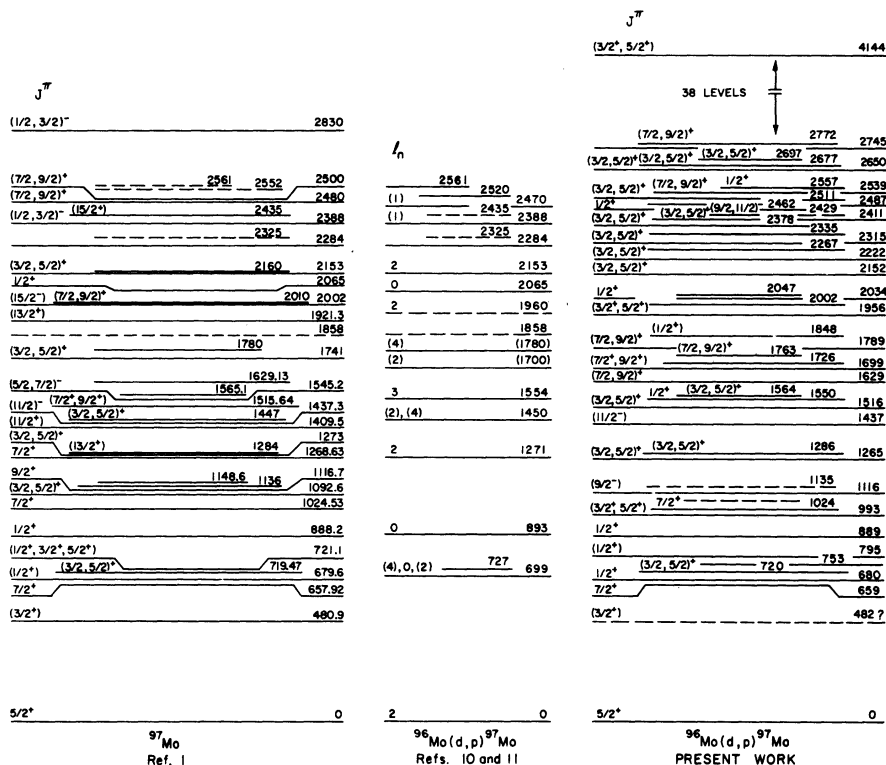 J^π
(1/2, 3/2)⁻ 2830
(7/2, 9/2)⁺ 2561 2552 2500
(7/2, 9/2)⁺ 2480
(1/2, 3/2)⁻ (15/2⁺) 2435 2388
2325 2284
(3/2, 5/2)⁺ 2160 2153
1/2⁺ 2065
(15/2⁻) (7/2, 9/2)⁺ 2010 2002
(13/2⁺) 1921.3
1858
(3/2, 5/2)⁺ 1780 1741
1629.13
(5/2, 7/2)⁻ 1565.1 1545.2
(11/2)⁻ (7/2⁺, 9/2⁺) 1515.64 1437.3
(11/2⁺) (3/2, 5/2)⁺ 1447 1409.5
(3/2, 5/2)⁺ 1273
7/2⁺ (13/2⁺) 1284 1268.63
9/2⁺ 1148.6 1116.7
(3/2, 5/2)⁺ 1136 1092.6
7/2⁺ 1024.53
1/2⁺ 888.2
(1/2⁺, 3/2⁺, 5/2⁺) 721.1
(1/2⁺) (3/2, 5/2)⁺ 719.47 679.6
7/2⁺ 657.92
(3/2⁺) 480.9
5/2⁺ 0
⁹⁷Mo
Ref. 1
ℓₙ
2561
(1) 2520 2470
(1) 2435 2388
2325 2284
2 2153
0 2065
2 1960
1858
(4) (1780)
(2) (1700)
3 1554
(2), (4) 1450
2 1271
0 893
(4), 0, (2) 727 699
2 0
⁹⁶Mo(d,p)⁹⁷Mo
Refs. 10 and 11
J^π
(3/2⁺, 5/2⁺) 4144
38 LEVELS
(7/2, 9/2)⁺ 2772 2745
(3/2, 5/2)⁺ (3/2, 5/2)⁺ (3/2, 5/2)⁺ 2697 2677 2650
(3/2, 5/2)⁺ (7/2, 9/2)⁺ 1/2⁺ 2557 2539
2511 2487
1/2⁺ (9/2, 11/2)⁻ 2462 2429 2411
(3/2, 5/2)⁺ (3/2, 5/2)⁺ 2378
(3/2, 5/2)⁺ 2335 2315
(3/2, 5/2)⁺ 2267 2222
(3/2, 5/2)⁺ 2152
1/2⁺ 2047 2034
(3/2⁺, 5/2⁺) 2002 1956
(7/2, 9/2)⁺ (1/2⁺) 1848 1789
(7/2⁺, 9/2⁺) (7/2, 9/2)⁺ 1763 1726 1699
(7/2, 9/2)⁺ 1629
(3/2, 5/2)⁺ 1/2⁺ (3/2, 5/2)⁺ 1564 1550 1516
(11/2⁻) 1437
(3/2, 5/2)⁺ (3/2, 5/2)⁺ 1286 1265
(9/2⁻) 1135 1116
(3/2⁺, 5/2⁺) 7/2⁺ 1024 993
1/2⁺ 889
(1/2⁺) 753 795
1/2⁺ (3/2, 5/2)⁺ 720 680
7/2⁺ 659
(3/2⁺) 482 ?
5/2⁺ 0
⁹⁶Mo(d,p)⁹⁷Mo
PRESENT WORK